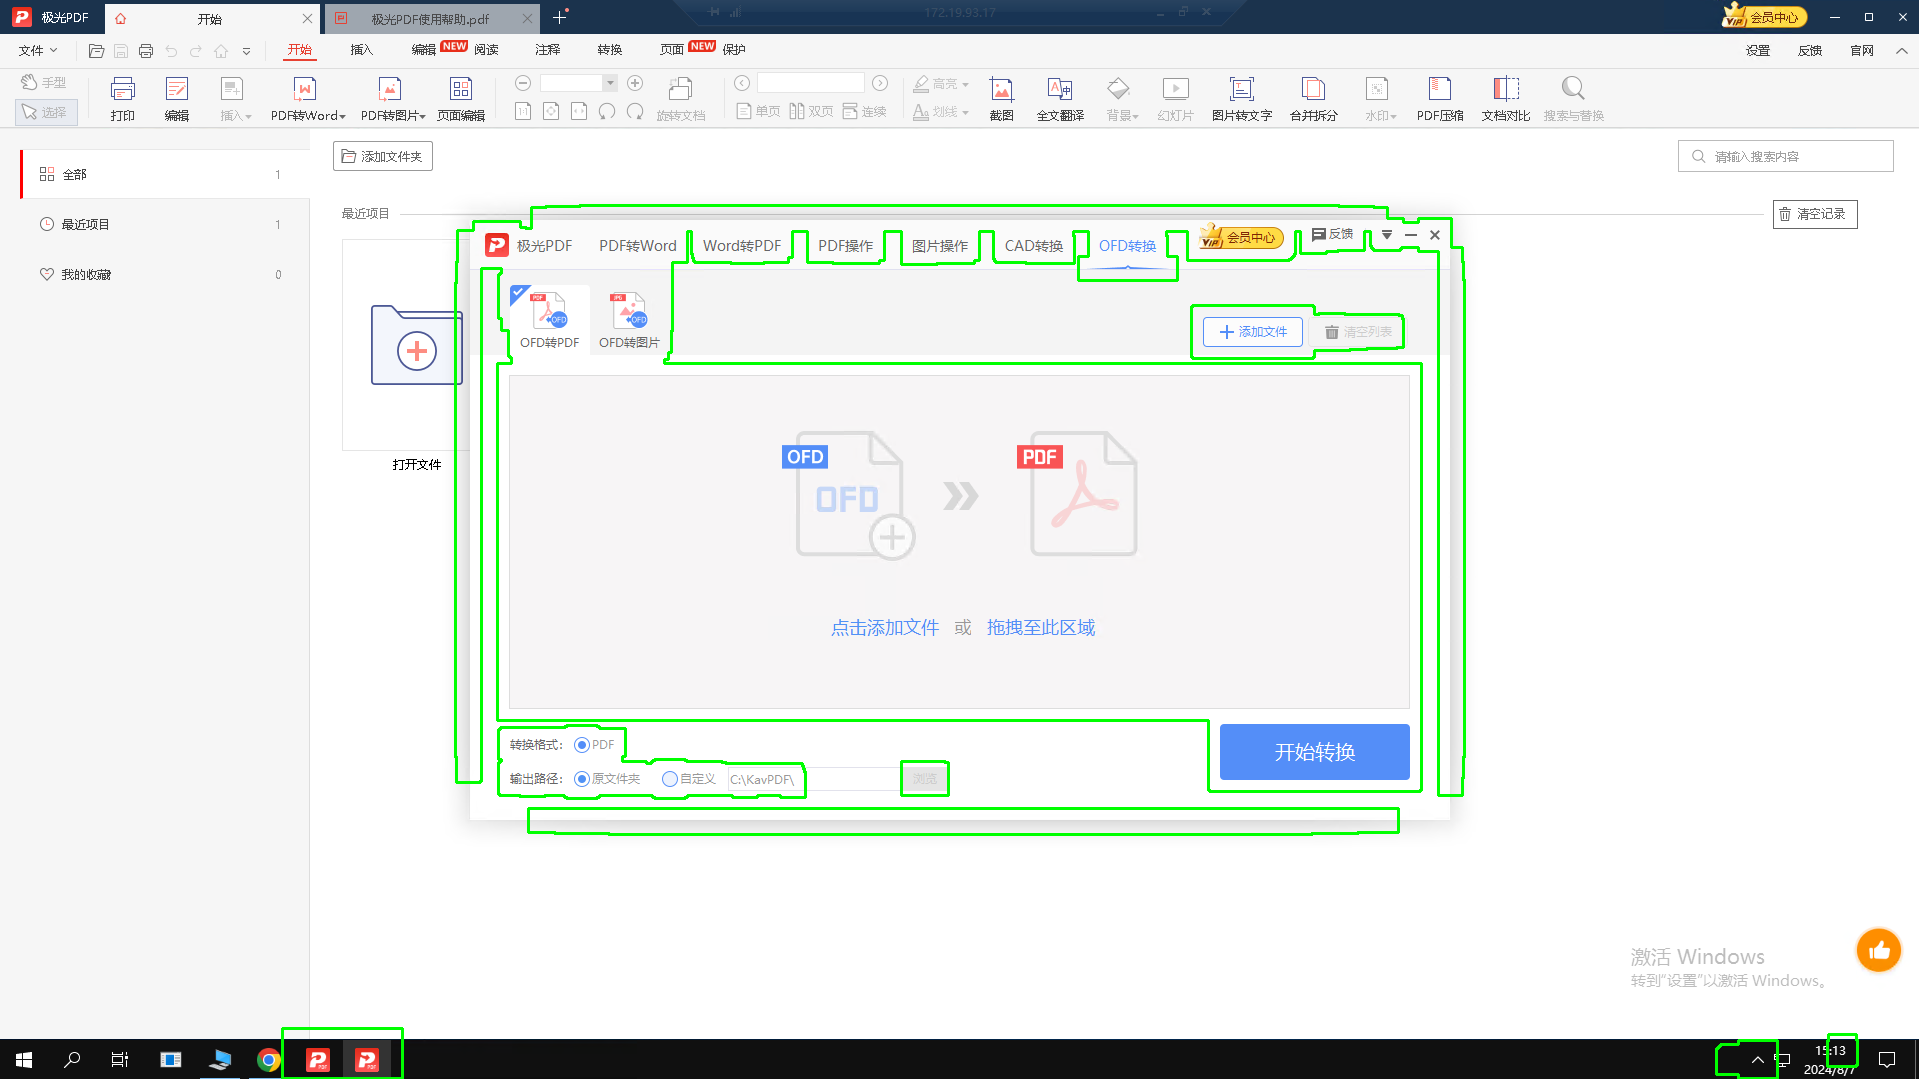 极光PDF 开始 极光PDF使用帮助.pdf 172.19.93.17 VIP 会员中心
文件 开始 插入 编辑 NEW 阅读 注释 转换 页面 NEW 保护 设置 反馈 官网
手型
选择
打印 编辑 插入 PDF转Word PDF转图片 页面编辑 1:1 旋转文档 单页 双页 连续
高亮
划线
截图 全文翻译 背景 幻灯片 图片转文字 合并拆分 水印 PDF压缩 文档对比 搜索与替换
全部 1
最近项目 1
我的收藏 0
添加文件夹
请输入搜索内容
最近项目
清空记录
打开文件
极光PDF PDF转Word Word转PDF PDF操作 图片操作 CAD转换 OFD转换 VIP 会员中心 反馈
PDF OFD
OFD转PDF
JPG OFD
OFD转图片
添加文件 清空列表
OFD
OFD
PDF
点击添加文件 或 拖拽至此区域
转换格式: PDF
输出路径: 原文件夹 自定义 C:\KavPDF\ 浏览
开始转换
激活 Windows
转到“设置”以激活 Windows。
15:13
2024/8/7